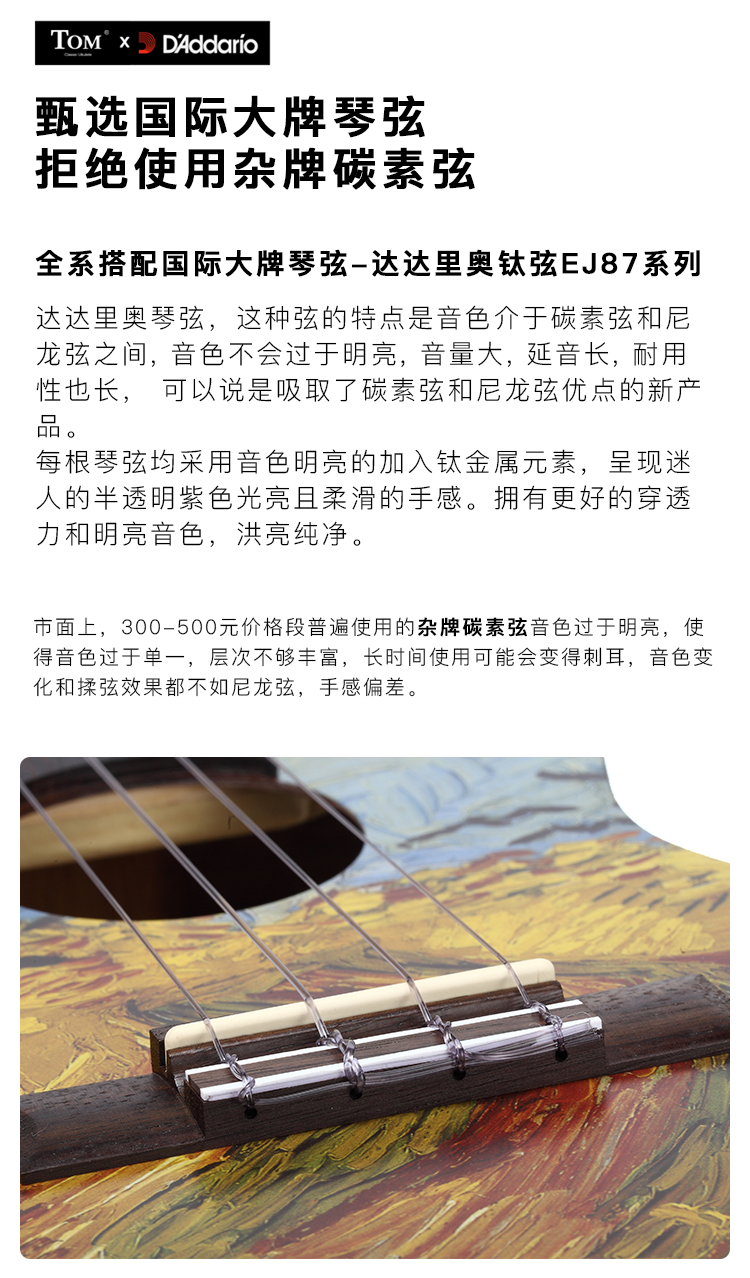 TOM® x D'Addario
Classic Ukulele
甄选国际大牌琴弦
拒绝使用杂牌碳素弦
全系搭配国际大牌琴弦-达达里奥钛弦EJ87系列
达达里奥琴弦，这种弦的特点是音色介于碳素弦和尼
龙弦之间, 音色不会过于明亮, 音量大, 延音长, 耐用
性也长， 可以说是吸取了碳素弦和尼龙弦优点的新产
品。
每根琴弦均采用音色明亮的加入钛金属元素，呈现迷
人的半透明紫色光亮且柔滑的手感。拥有更好的穿透
力和明亮音色，洪亮纯净。
市面上，300-500元价格段普遍使用的杂牌碳素弦音色过于明亮，使
得音色过于单一，层次不够丰富，长时间使用可能会变得刺耳，音色变
化和揉弦效果都不如尼龙弦，手感偏差。